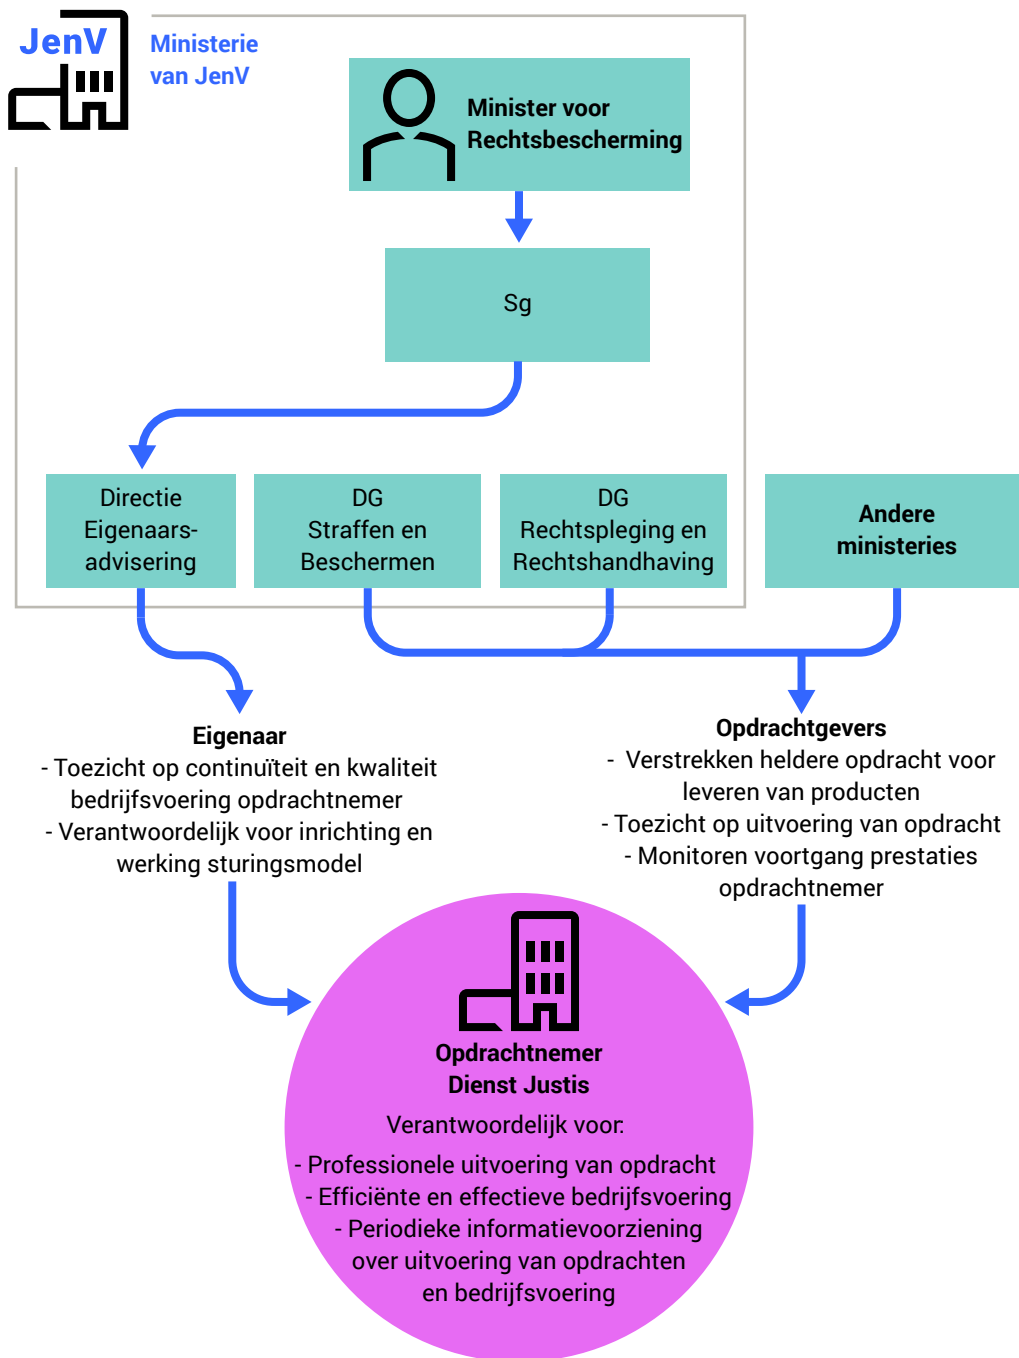 JenV
Ministerie
van JenV
Minister voor
Rechtsbescherming
Sg
Directie
Eigenaars-
advisering
DG
Straffen en
Beschermen
DG
Rechtspleging en
Rechtshandhaving
Andere
ministeries
Eigenaar
- Toezicht op continuïteit en kwaliteit
bedrijfsvoering opdrachtnemer
- Verantwoordelijk voor inrichting en
werking sturingsmodel
Opdrachtgevers
- Verstrekken heldere opdracht voor
leveren van producten
- Toezicht op uitvoering van opdracht
- Monitoren voortgang prestaties
opdrachtnemer
Opdrachtnemer
Dienst Justis
Verantwoordelijk voor:
- Professionele uitvoering van opdracht
- Efficiënte en effectieve bedrijfsvoering
- Periodieke informatievoorziening
over uitvoering van opdrachten
en bedrijfsvoering